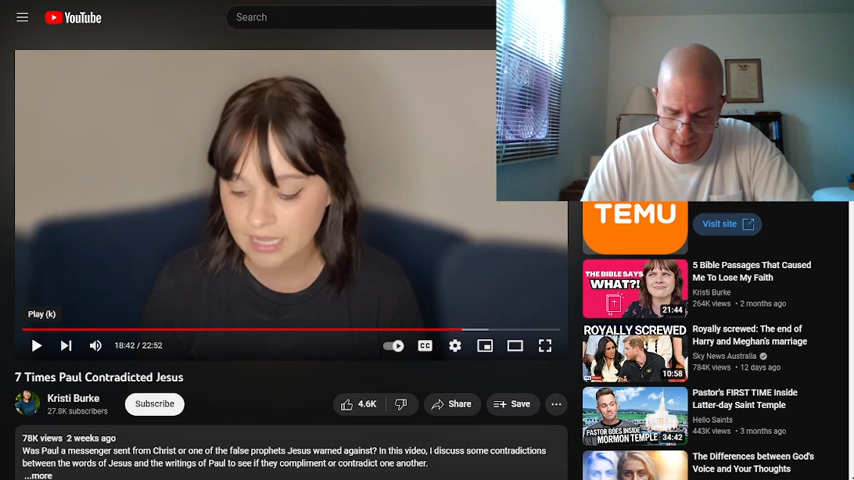 YouTube
Search
Play (k)
18:42 / 22:52
CC
7 Times Paul Contradicted Jesus
Kristi Burke
27.8K subscribers
Subscribe
4.6K
Share
Save
78K views 2 weeks ago
Was Paul a messenger sent from Christ or one of the false prophets Jesus warned against? In this video, I discuss some contradictions
between the words of Jesus and the writings of Paul to see if they compliment or contradict one another.
...more
TEMU
Visit site
THE BIBLE SAYS
WHAT?!
21:44
5 Bible Passages That Caused
Me To Lose My Faith
Kristi Burke
264K views • 2 months ago
ROYALLY SCREWED
10:58
Royally screwed: The end of
Harry and Meghan's marriage
Sky News Australia
784K views • 12 days ago
PASTOR GOES INSIDE
MORMON TEMPLE
34:42
Pastor's FIRST TIME Inside
Latter-day Saint Temple
Hello Saints
443K views • 3 months ago
The Differences between God's
Voice and Your Thoughts